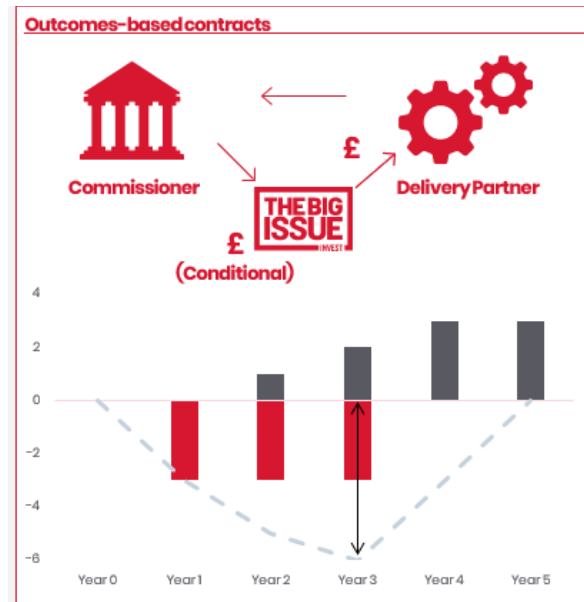 Outcomes-based contracts
£
Commissioner
Delivery Partner
THE BIG
ISSUE
INVEST
£
(Conditional)
4
2
0
-2
-4
-6
Year 0
Year 1
Year 2
Year 3
Year 4
Year 5